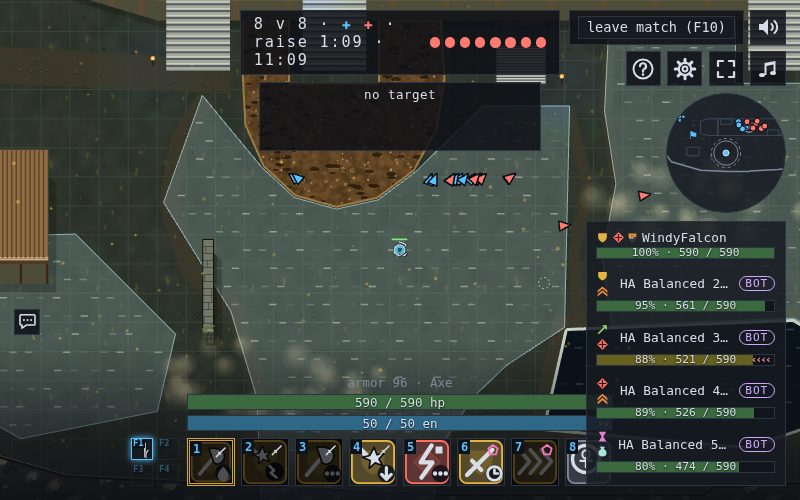 8 v 8 · + + ·
raise 1:09 ·
11:09
leave match (F10)
no target
WindyFalcon
100% · 590 / 590
HA Balanced 2… BOT
95% · 561 / 590
HA Balanced 3… BOT
88% · 521 / 590
HA Balanced 4… BOT
89% · 526 / 590
HA Balanced 5… BOT
80% · 474 / 590
armor 96 · Axe
590 / 590 hp
50 / 50 en
F1 F2
F3 F4
1 2 3 4 5 6 7 8